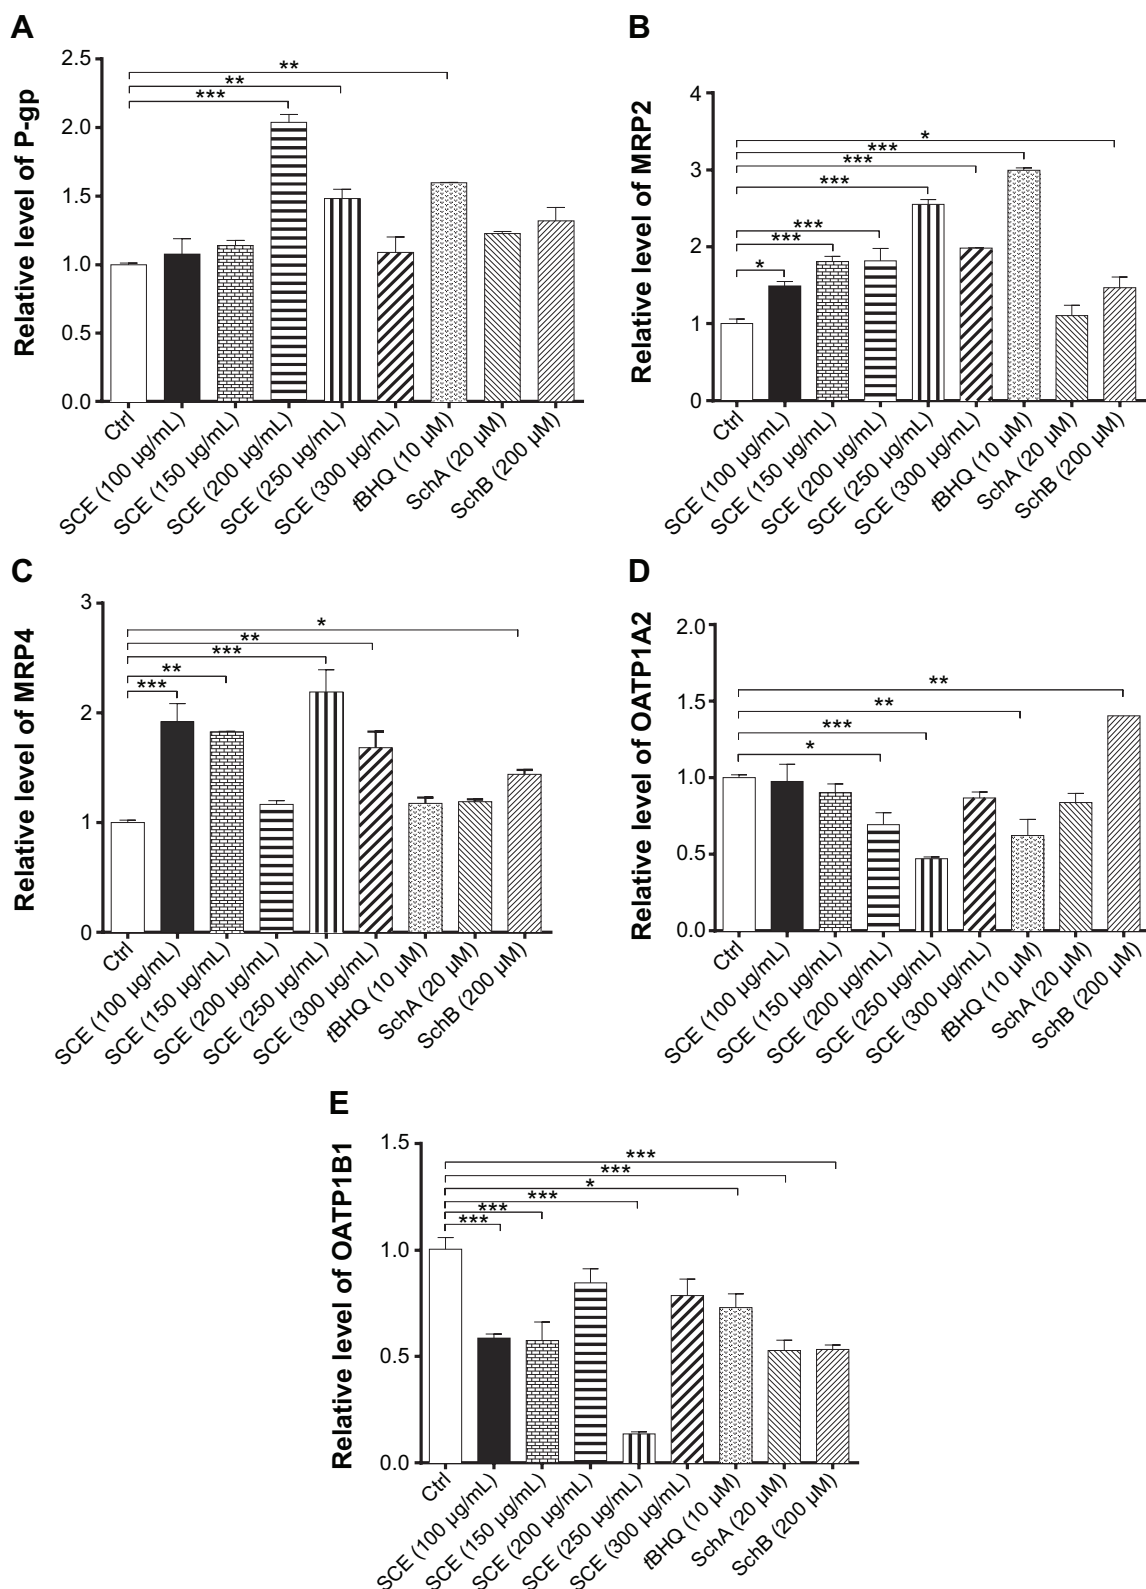 A
Relative level of P-gp
2.5
2.0
1.5
1.0
0.5
0.0
**
**
***
Ctrl
SCE (100 µg/mL)
SCE (150 µg/mL)
SCE (200 µg/mL)
SCE (250 µg/mL)
SCE (300 µg/mL)
tBHQ (10 µM)
SchA (20 µM)
SchB (200 µM)
B
Relative level of MRP2
4
3
2
1
0
*
***
***
***
***
***
*
Ctrl
SCE (100 µg/mL)
SCE (150 µg/mL)
SCE (200 µg/mL)
SCE (250 µg/mL)
SCE (300 µg/mL)
tBHQ (10 µM)
SchA (20 µM)
SchB (200 µM)
C
Relative level of MRP4
3
2
1
0
*
**
***
**
***
Ctrl
SCE (100 µg/mL)
SCE (150 µg/mL)
SCE (200 µg/mL)
SCE (250 µg/mL)
SCE (300 µg/mL)
tBHQ (10 µM)
SchA (20 µM)
SchB (200 µM)
D
Relative level of OATP1A2
2.0
1.5
1.0
0.5
0.0
**
**
***
*
Ctrl
SCE (100 µg/mL)
SCE (150 µg/mL)
SCE (200 µg/mL)
SCE (250 µg/mL)
SCE (300 µg/mL)
tBHQ (10 µM)
SchA (20 µM)
SchB (200 µM)
E
Relative level of OATP1B1
1.5
1.0
0.5
0.0
***
***
*
***
***
***
Ctrl
SCE (100 µg/mL)
SCE (150 µg/mL)
SCE (200 µg/mL)
SCE (250 µg/mL)
SCE (300 µg/mL)
tBHQ (10 µM)
SchA (20 µM)
SchB (200 µM)